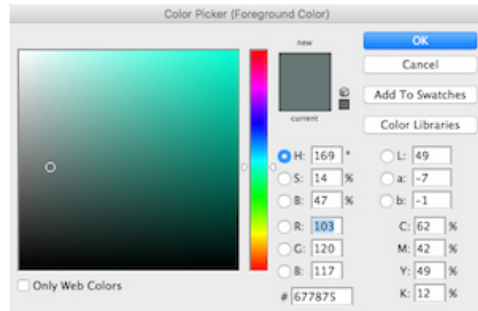 Color Picker (Foreground Color)
new
current
OK
Cancel
Add To Swatches
Color Libraries
H: 169 °
S: 14 %
B: 47 %
R: 103
G: 120
B: 117
# 677875
L: 49
a: -7
b: -1
C: 62 %
M: 42 %
Y: 49 %
K: 12 %
Only Web Colors